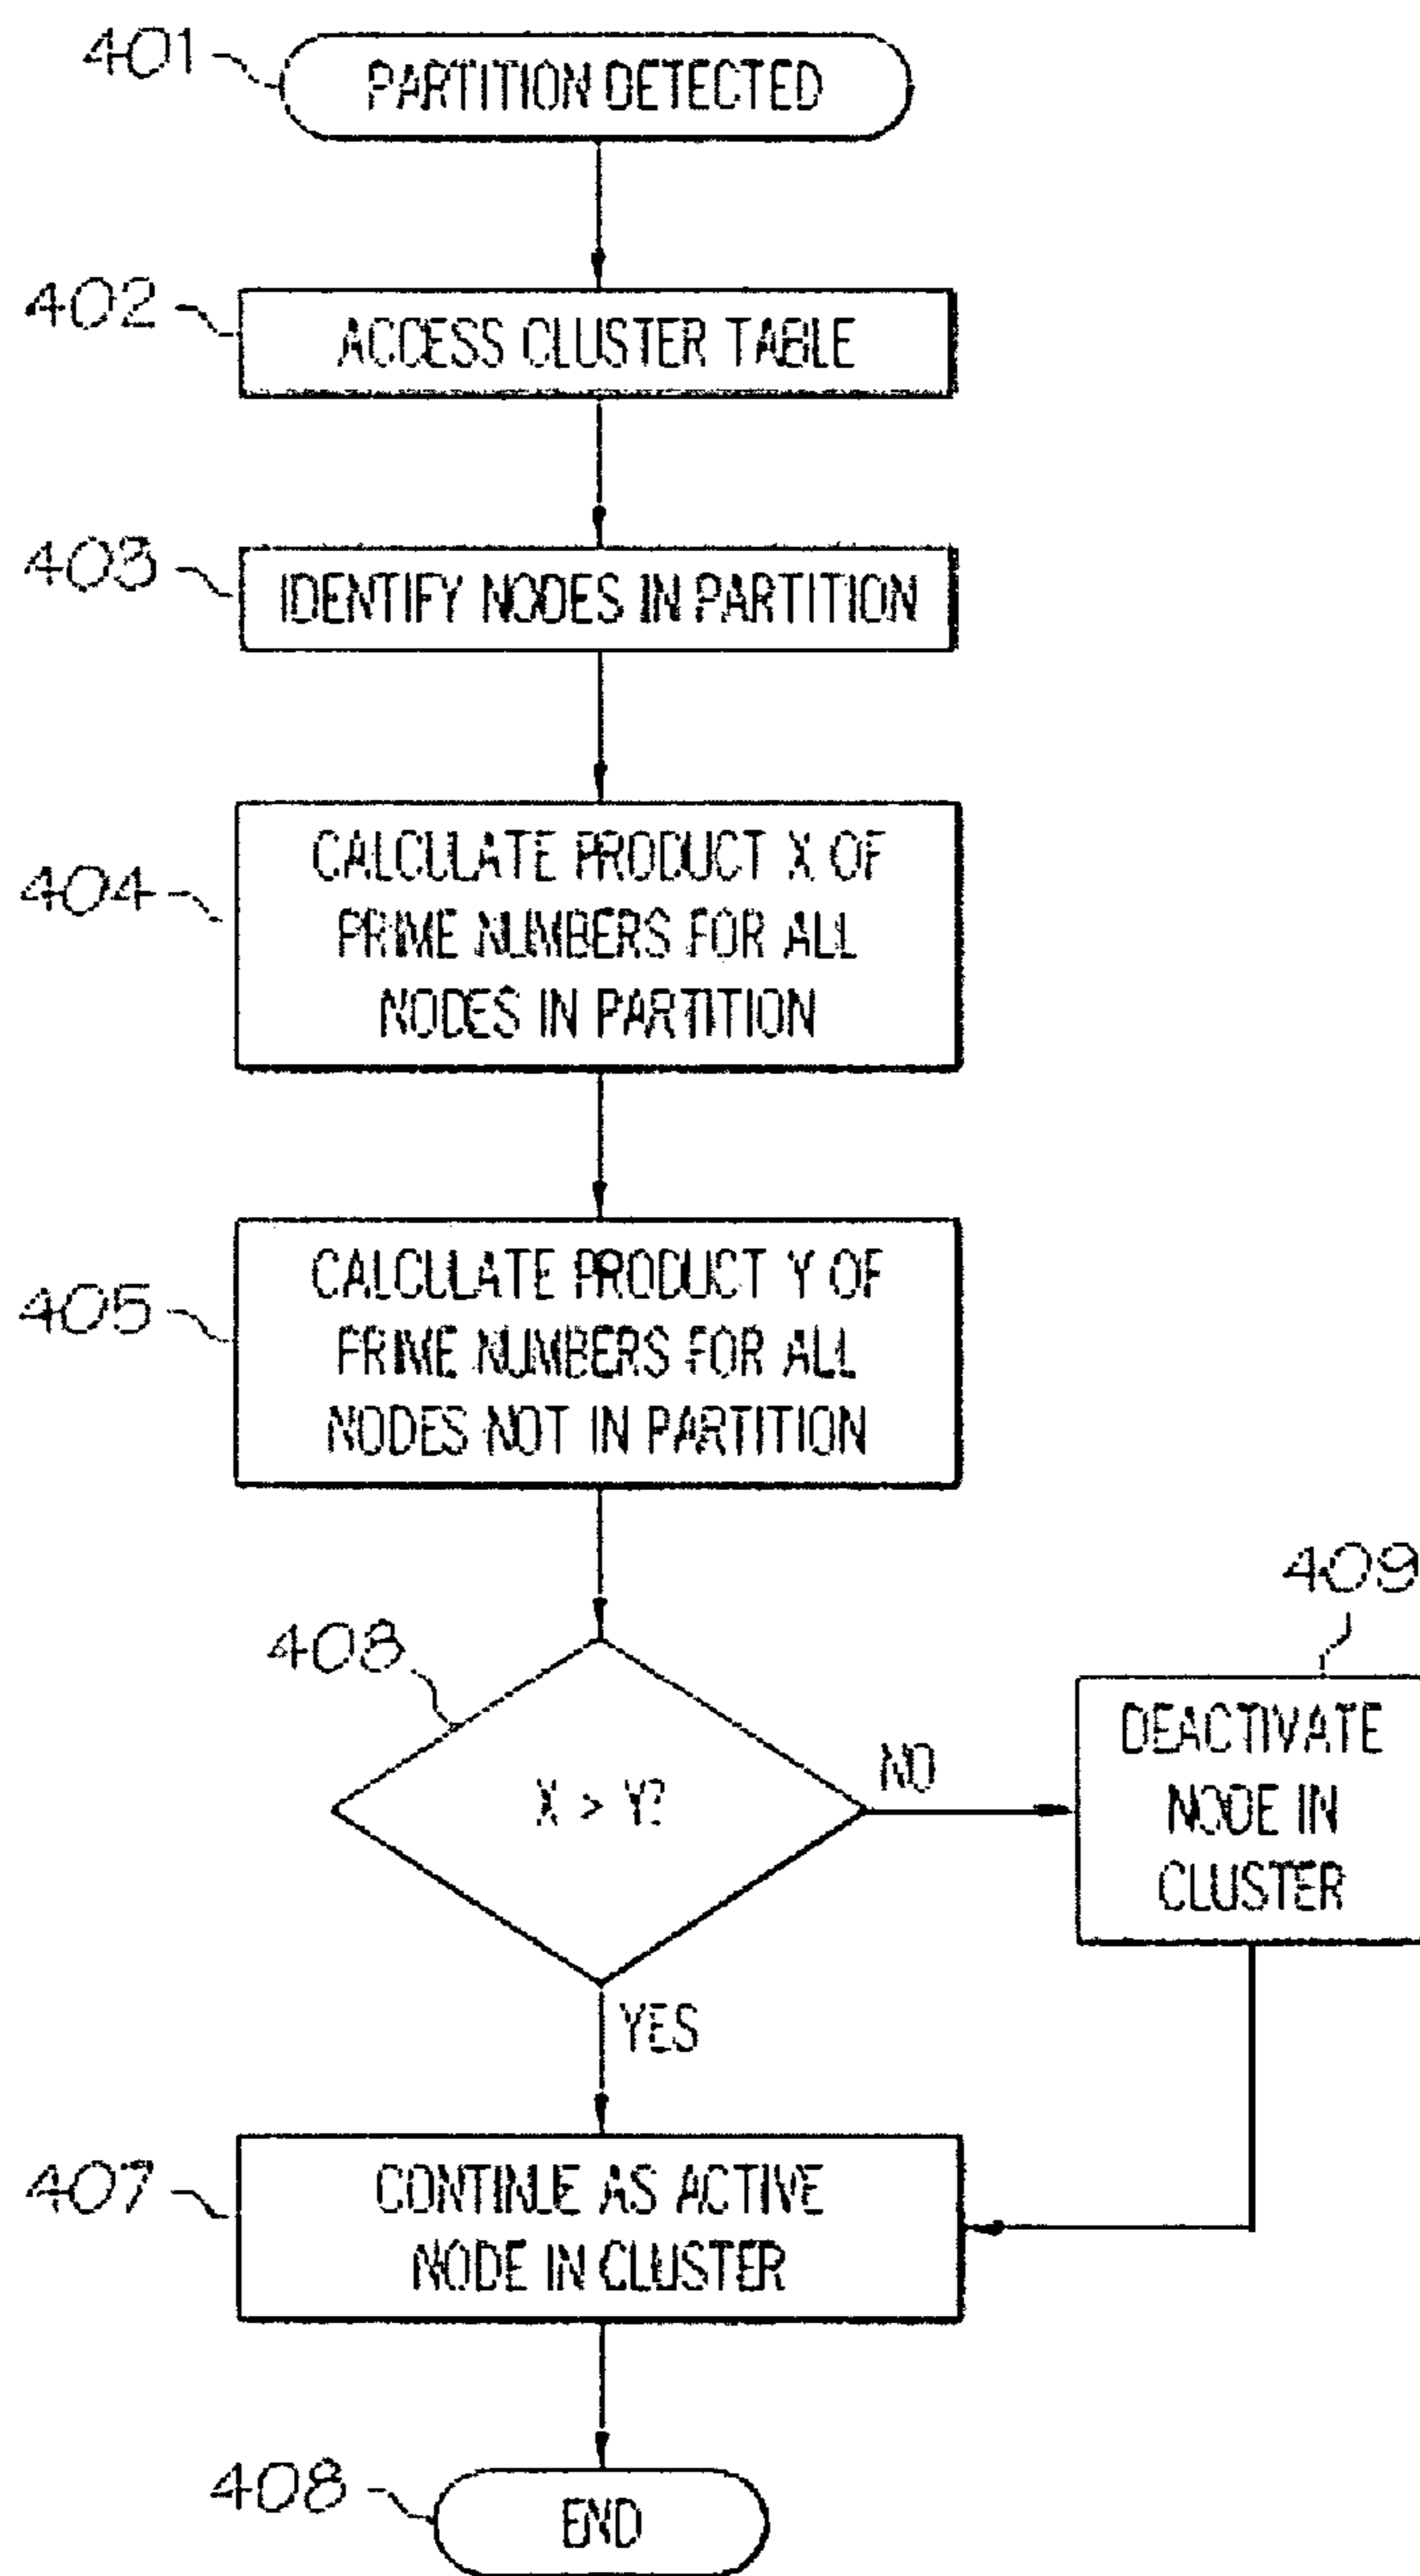 401
PARTITION DETECTED
402
ACCESS CLUSTER TABLE
403
IDENTIFY NODES IN PARTITION
404
CALCULATE PRODUCT X OF
PRIME NUMBERS FOR ALL
NODES IN PARTITION
405
CALCULATE PRODUCT Y OF
PRIME NUMBERS FOR ALL
NODES NOT IN PARTITION
408
X > Y?
NO
409
DEACTIVATE
NODE IN
CLUSTER
YES
407
CONTINUE AS ACTIVE
NODE IN CLUSTER
408
END